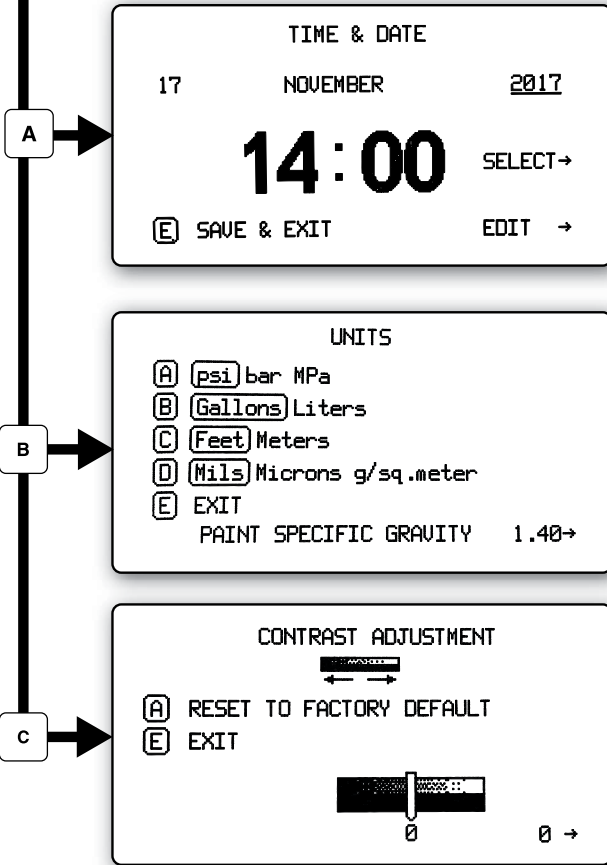 TIME & DATE
17 NOVEMBER 2017
A
14:00 SELECT→
E SAVE & EXIT EDIT →
UNITS
A psi bar MPa
B Gallons Liters
C Feet Meters
B
D Mils Microns g/sq.meter
E EXIT
PAINT SPECIFIC GRAVITY 1.40→
CONTRAST ADJUSTMENT
A RESET TO FACTORY DEFAULT
C
E EXIT
0 0 →